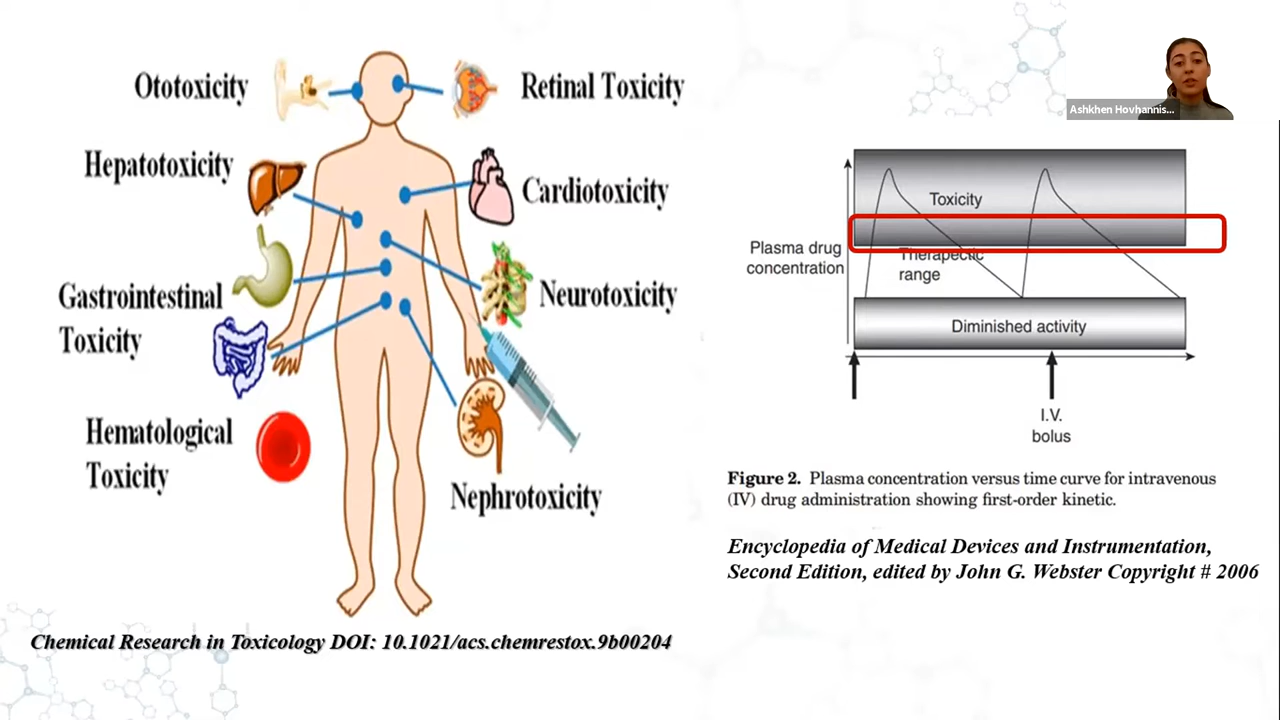 Ototoxicity
Retinal Toxicity
Hepatotoxicity
Cardiotoxicity
Gastrointestinal
Toxicity
Neurotoxicity
Hematological
Toxicity
Nephrotoxicity
Chemical Research in Toxicology DOI: 10.1021/acs.chemrestox.9b00204
Ashkhen Hovhannis...
Plasma drug
concentration
Toxicity
Therapectic
range
Diminished activity
I.V.
bolus
Figure 2. Plasma concentration versus time curve for intravenous
(IV) drug administration showing first-order kinetic.
Encyclopedia of Medical Devices and Instrumentation,
Second Edition, edited by John G. Webster Copyright # 2006